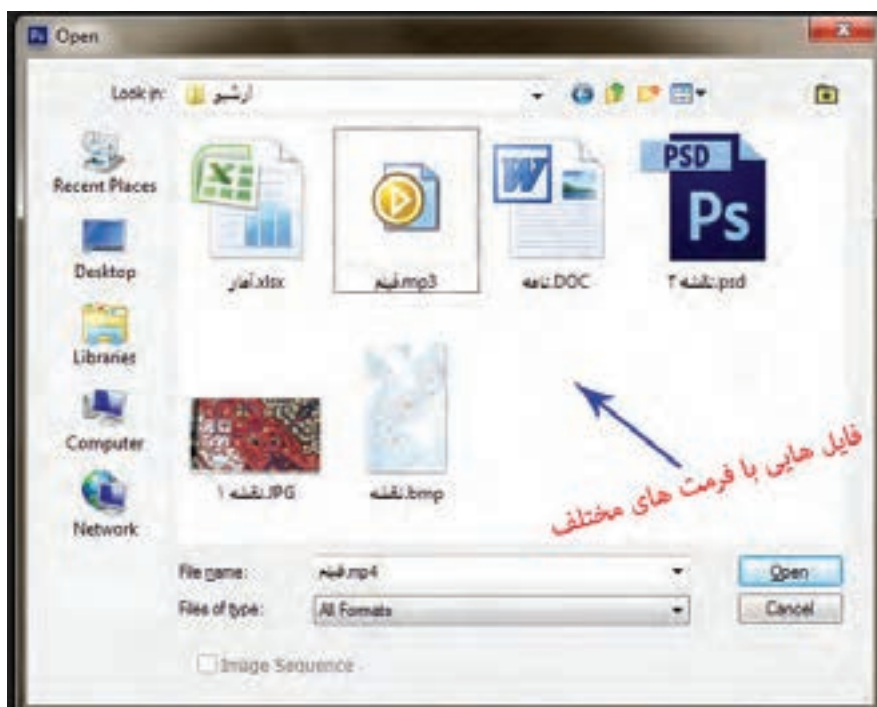 Ps Open
Look in: ارشیو
Recent Places
Desktop
Libraries
Computer
Network
آمار.xlsx
فیلم.mp3
نامه.DOC
PSD
Ps
نقشه ۲.psd
نقشه ۱.JPG
نقشه.bmp
فایل هایی با فرمت های مختلف
File name: فیلم.mp4
Open
Files of type: All Formats
Cancel
Image Sequence